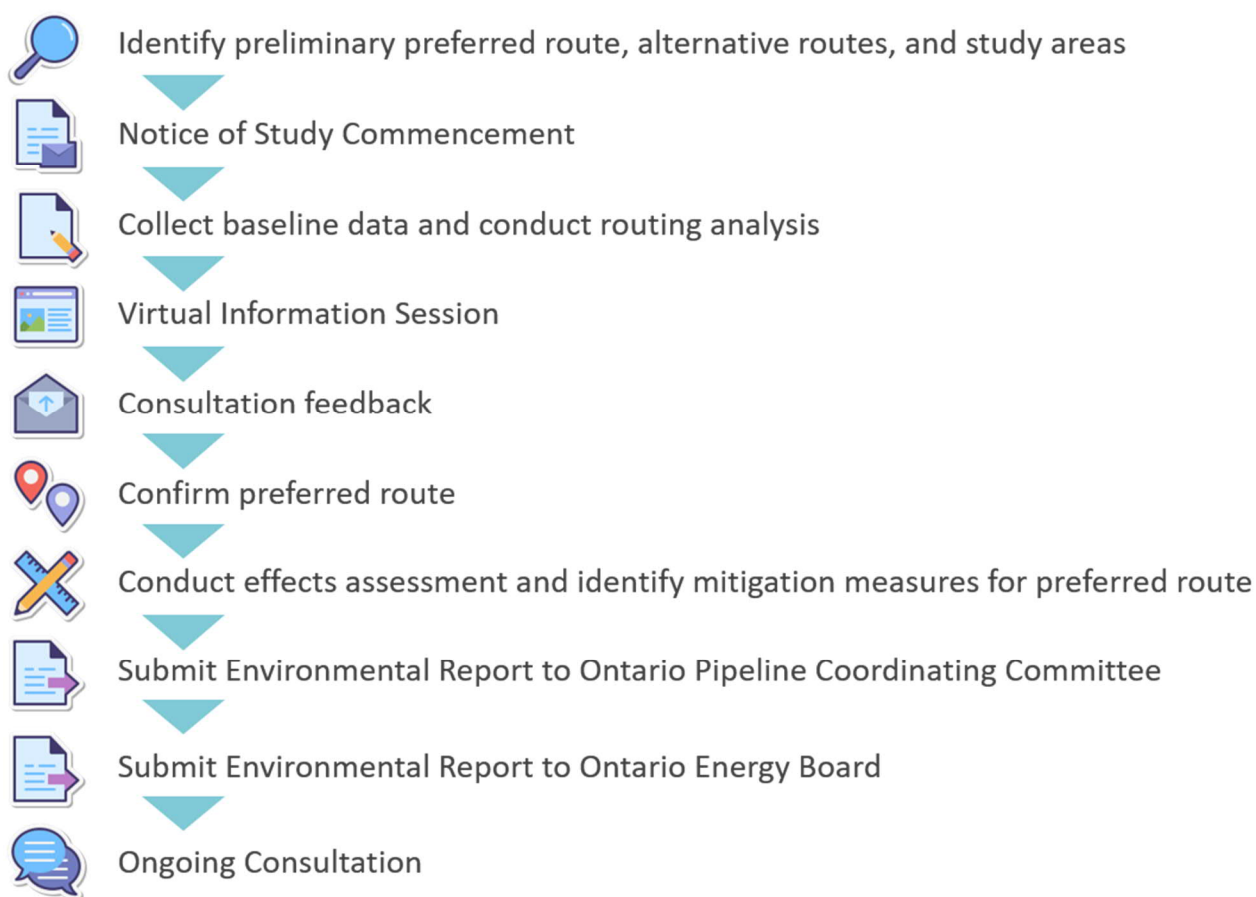 Identify preliminary preferred route, alternative routes, and study areas
Notice of Study Commencement
Collect baseline data and conduct routing analysis
Virtual Information Session
Consultation feedback
Confirm preferred route
Conduct effects assessment and identify mitigation measures for preferred route
Submit Environmental Report to Ontario Pipeline Coordinating Committee
Submit Environmental Report to Ontario Energy Board
Ongoing Consultation